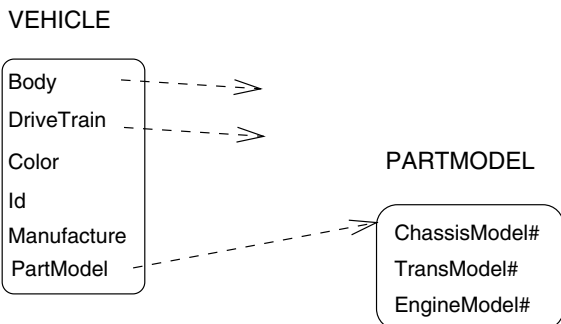 VEHICLE
Body
DriveTrain
Color
Id
Manufacture
PartModel
PARTMODEL
ChassisModel#
TransModel#
EngineModel#